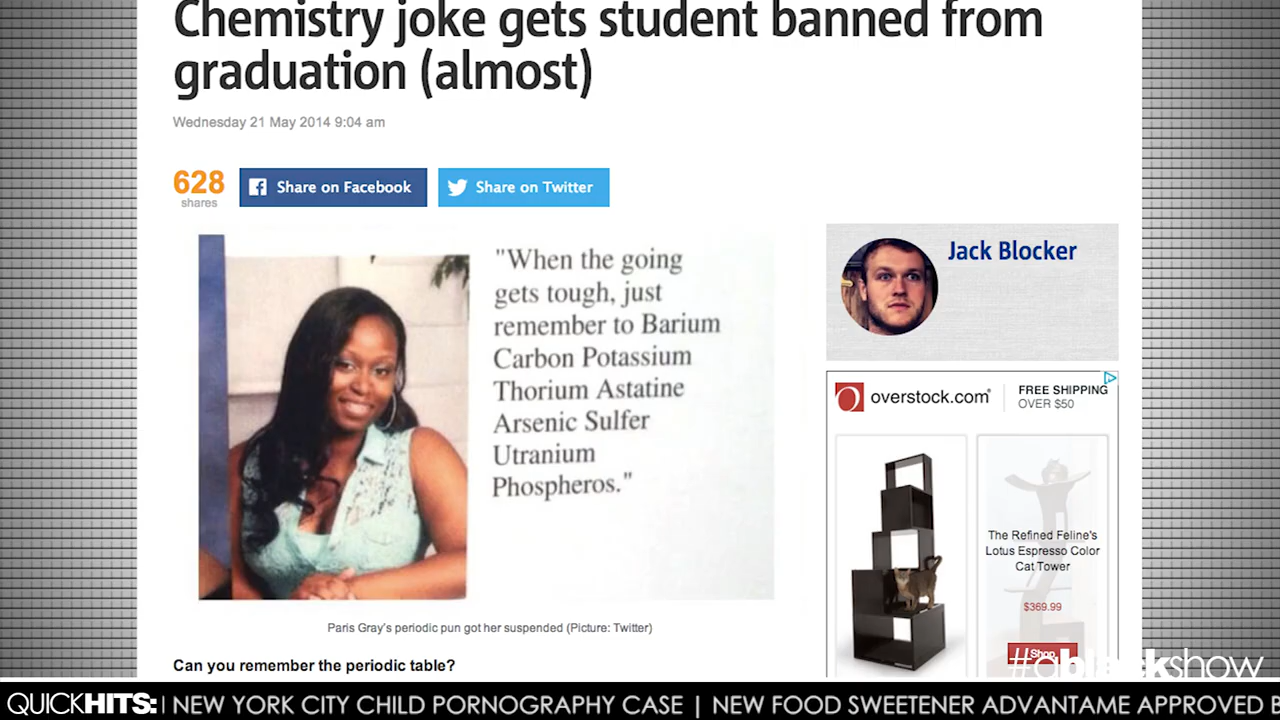 Chemistry joke gets student banned from
graduation (almost)
Wednesday 21 May 2014 9:04 am
628
shares
Share on Facebook
Share on Twitter
"When the going
gets tough, just
remember to Barium
Carbon Potassium
Thorium Astatine
Arsenic Sulfer
Utranium
Phospheros."
Paris Gray's periodic pun got her suspended (Picture: Twitter)
Can you remember the periodic table?
Jack Blocker
overstock.com
FREE SHIPPING
OVER $50
The Refined Feline's
Lotus Espresso Color
Cat Tower
$369.99
Shop
#ablackshow
QUICKHITS: | NEW YORK CITY CHILD PORNOGRAPHY CASE | NEW FOOD SWEETENER ADVANTAME APPROVED